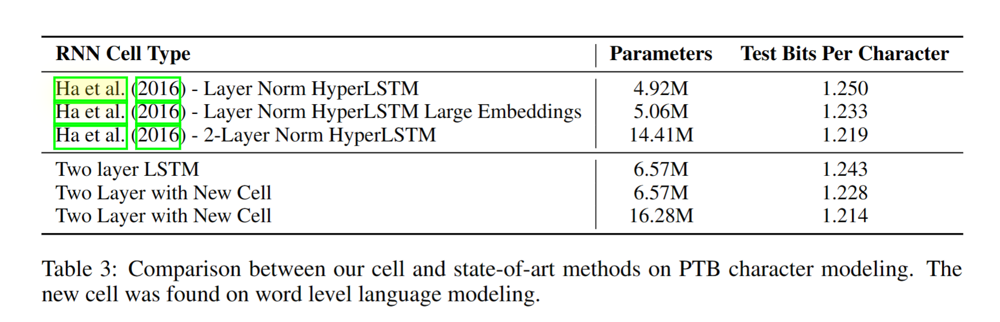 RNN Cell Type Parameters Test Bits Per Character
Ha et al. (2016) - Layer Norm HyperLSTM 4.92M 1.250
Ha et al. (2016) - Layer Norm HyperLSTM Large Embeddings 5.06M 1.233
Ha et al. (2016) - 2-Layer Norm HyperLSTM 14.41M 1.219
Two layer LSTM 6.57M 1.243
Two Layer with New Cell 6.57M 1.228
Two Layer with New Cell 16.28M 1.214
Table 3: Comparison between our cell and state-of-art methods on PTB character modeling. The
new cell was found on word level language modeling.